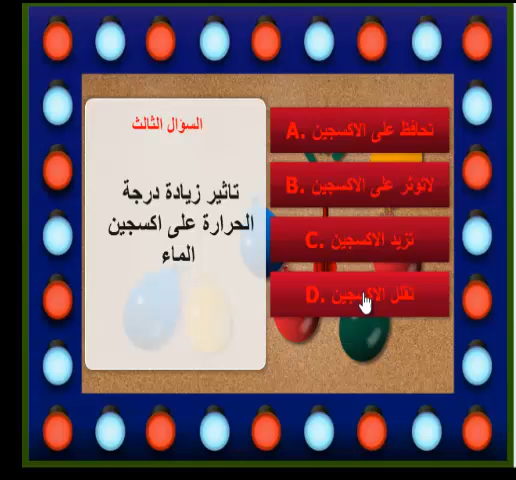 السؤال الثالث
تاثير زيادة درجة
الحرارة على اكسجين
الماء
A. تحافظ على الاكسجين
B. لاتوثر على الاكسجين
C. تزيد الاكسجين
D. تقلل الاكسجين